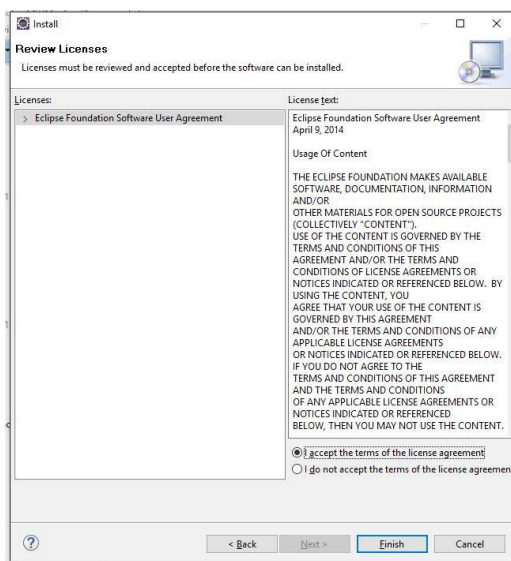 Install
Review Licenses
Licenses must be reviewed and accepted before the software can be installed.
Licenses:
Eclipse Foundation Software User Agreement
License text:
Eclipse Foundation Software User Agreement
April 9, 2014
Usage Of Content
THE ECLIPSE FOUNDATION MAKES AVAILABLE
SOFTWARE, DOCUMENTATION, INFORMATION
AND/OR
OTHER MATERIALS FOR OPEN SOURCE PROJECTS
(COLLECTIVELY "CONTENT").
USE OF THE CONTENT IS GOVERNED BY THE
TERMS AND CONDITIONS OF THIS
AGREEMENT AND/OR THE TERMS AND
CONDITIONS OF LICENSE AGREEMENTS OR
NOTICES INDICATED OR REFERENCED BELOW.  BY
USING THE CONTENT, YOU
AGREE THAT YOUR USE OF THE CONTENT IS
GOVERNED BY THIS AGREEMENT
AND/OR THE TERMS AND CONDITIONS OF ANY
APPLICABLE LICENSE AGREEMENTS
OR NOTICES INDICATED OR REFERENCED BELOW.
IF YOU DO NOT AGREE TO THE
TERMS AND CONDITIONS OF THIS AGREEMENT
AND THE TERMS AND CONDITIONS
OF ANY APPLICABLE LICENSE AGREEMENTS OR
NOTICES INDICATED OR REFERENCED
BELOW, THEN YOU MAY NOT USE THE CONTENT.
I accept the terms of the license agreement
I do not accept the terms of the license agreemen
< Back
Next >
Finish
Cancel